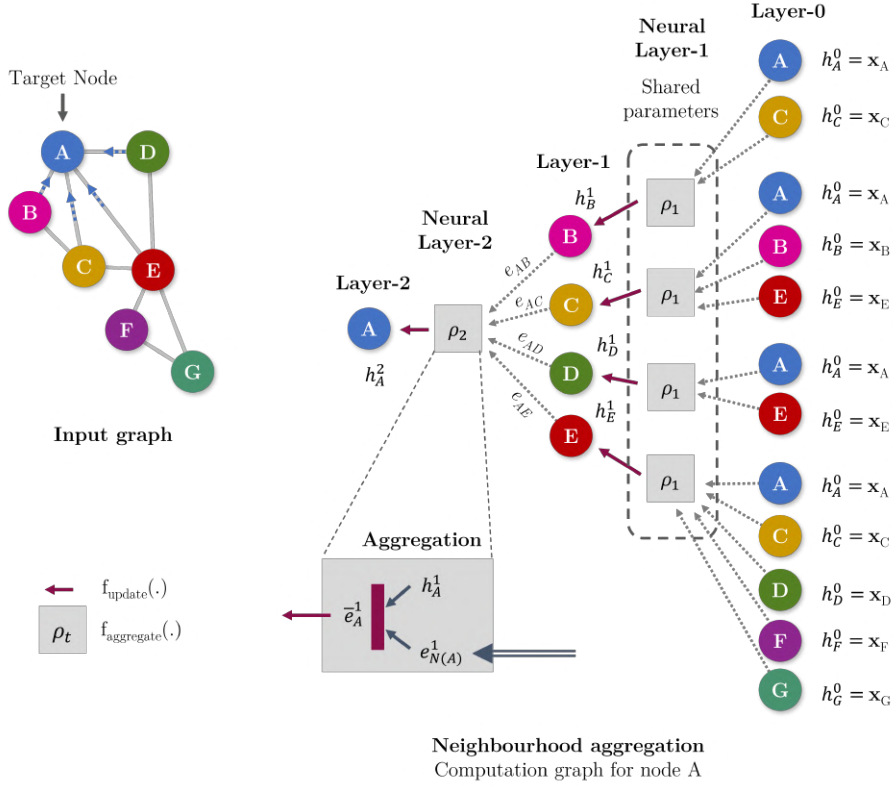 Target Node
A
D
B
C
E
F
G
Input graph
f_update(.)
ρ_t
f_aggregate(.)
Layer-2
A
h_A^2
Neural
Layer-2
ρ_2
e_AB
e_AC
e_AD
e_AE
Layer-1
h_B^1
B
h_C^1
C
h_D^1
D
h_E^1
E
Neural
Layer-1
Shared
parameters
ρ_1
ρ_1
ρ_1
ρ_1
Layer-0
A h_A^0 = x_A
C h_C^0 = x_C
A h_A^0 = x_A
B h_B^0 = x_B
E h_E^0 = x_E
A h_A^0 = x_A
E h_E^0 = x_E
A h_A^0 = x_A
C h_C^0 = x_C
D h_D^0 = x_D
F h_F^0 = x_F
G h_G^0 = x_G
Aggregation
h_A^1
e̅_A^1
e_N(A)^1
Neighbourhood aggregation
Computation graph for node A